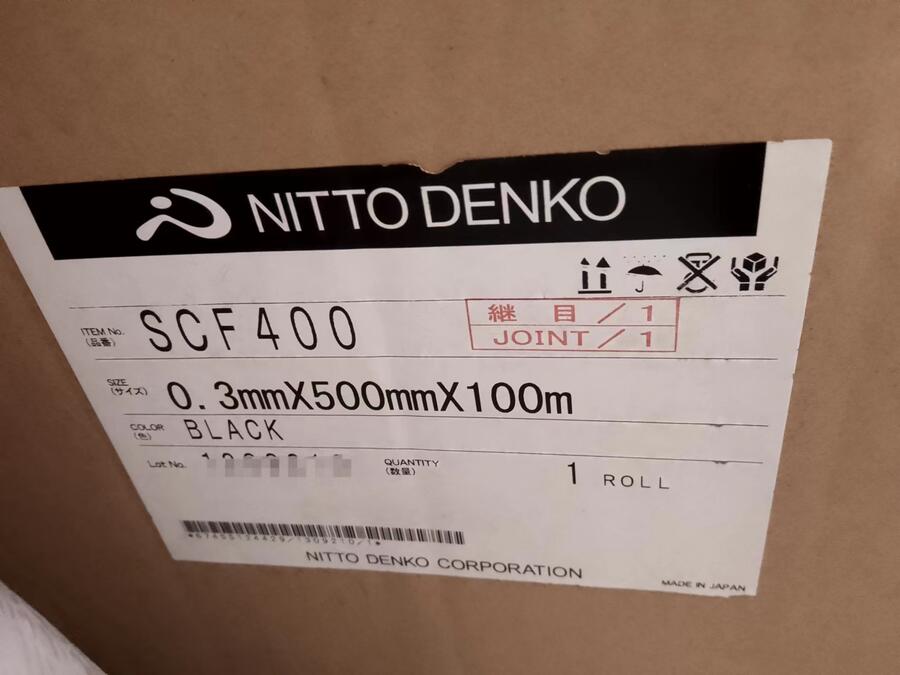 NITTO DENKO
ITEM No.
(品番)
SCF400
継目/1
JOINT/1
SIZE
(サイズ)
0.3mmX500mmX100m
COLOR
(色)
BLACK
Lot No.
QUANTITY
(数量)
1 ROLL
NITTO DENKO CORPORATION
MADE IN JAPAN